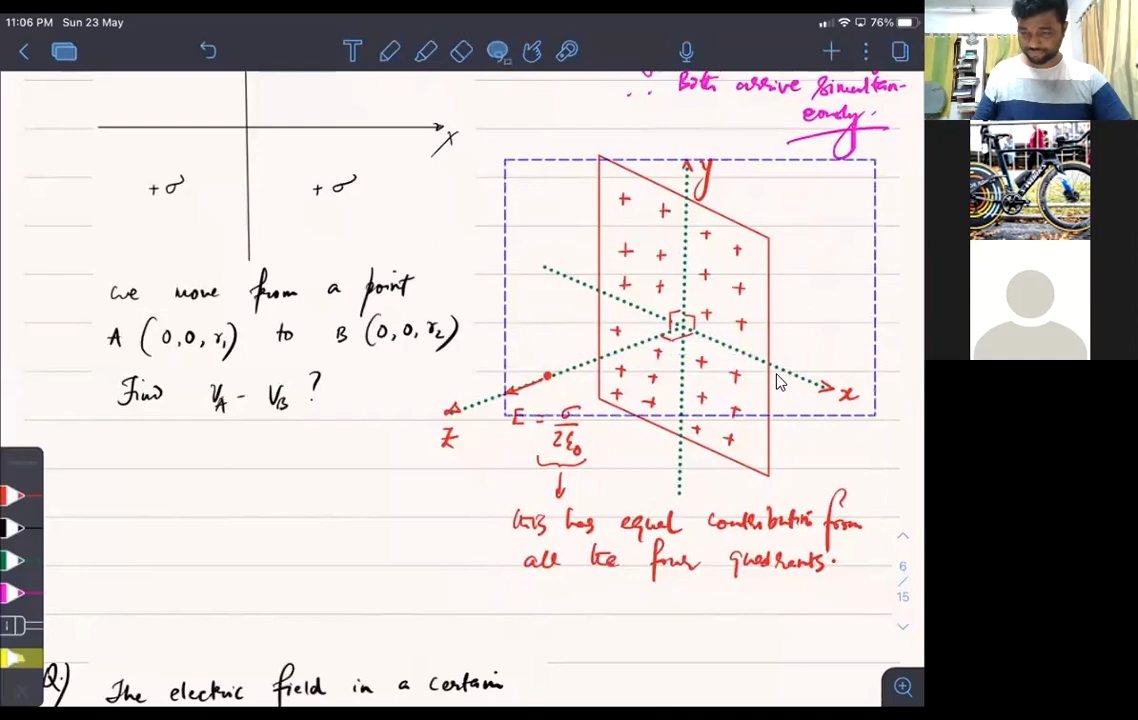 11:06 PM Sun 23 May
76%
T
Both arrive simultan-
eously.
X
+ σ
+ σ
we move from a point
A (0,0, r₁) to B (0,0, r₂)
Find V_A - V_B ?
y
+ + + + + + + + + + + + + + + + + + + + + + + + + +
x
z
E = σ/2ε₀
this has equal contribution from
all the four quadrants.
6
/
15
Q) The electric field in a certain